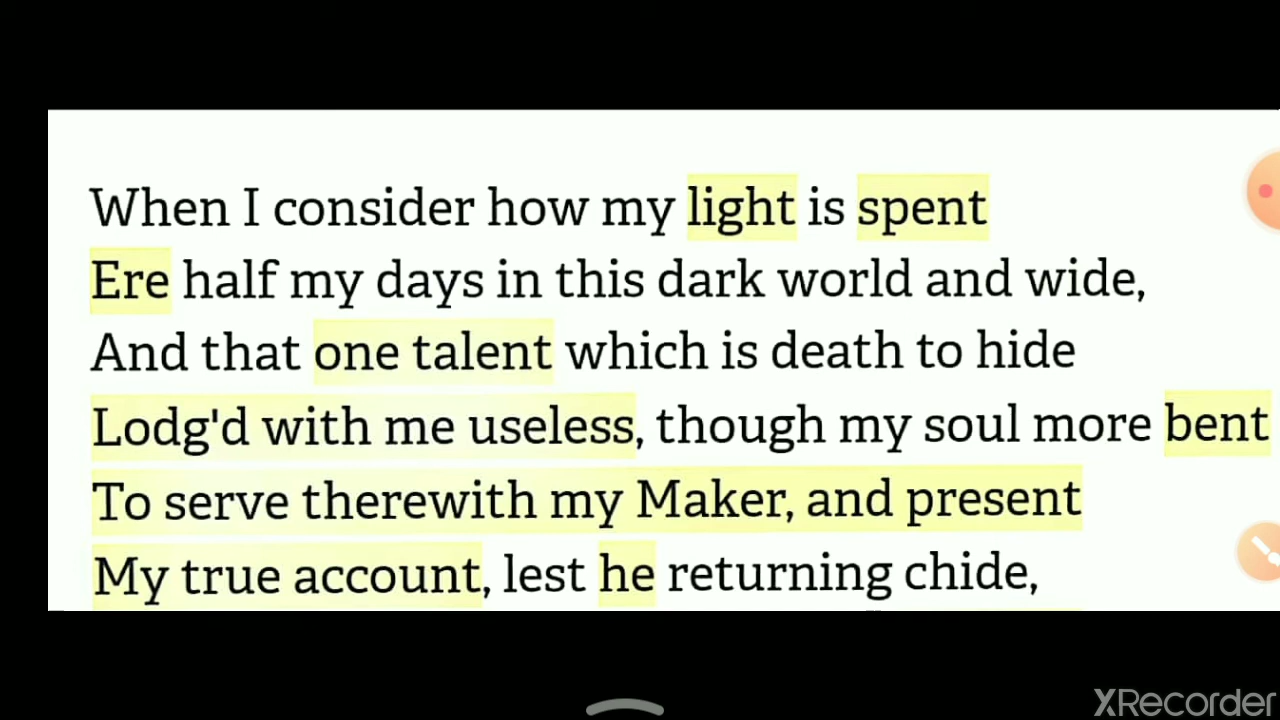 When I consider how my light is spent
Ere half my days in this dark world and wide,
And that one talent which is death to hide
Lodg'd with me useless, though my soul more bent
To serve therewith my Maker, and present
My true account, lest he returning chide,
XRecorder